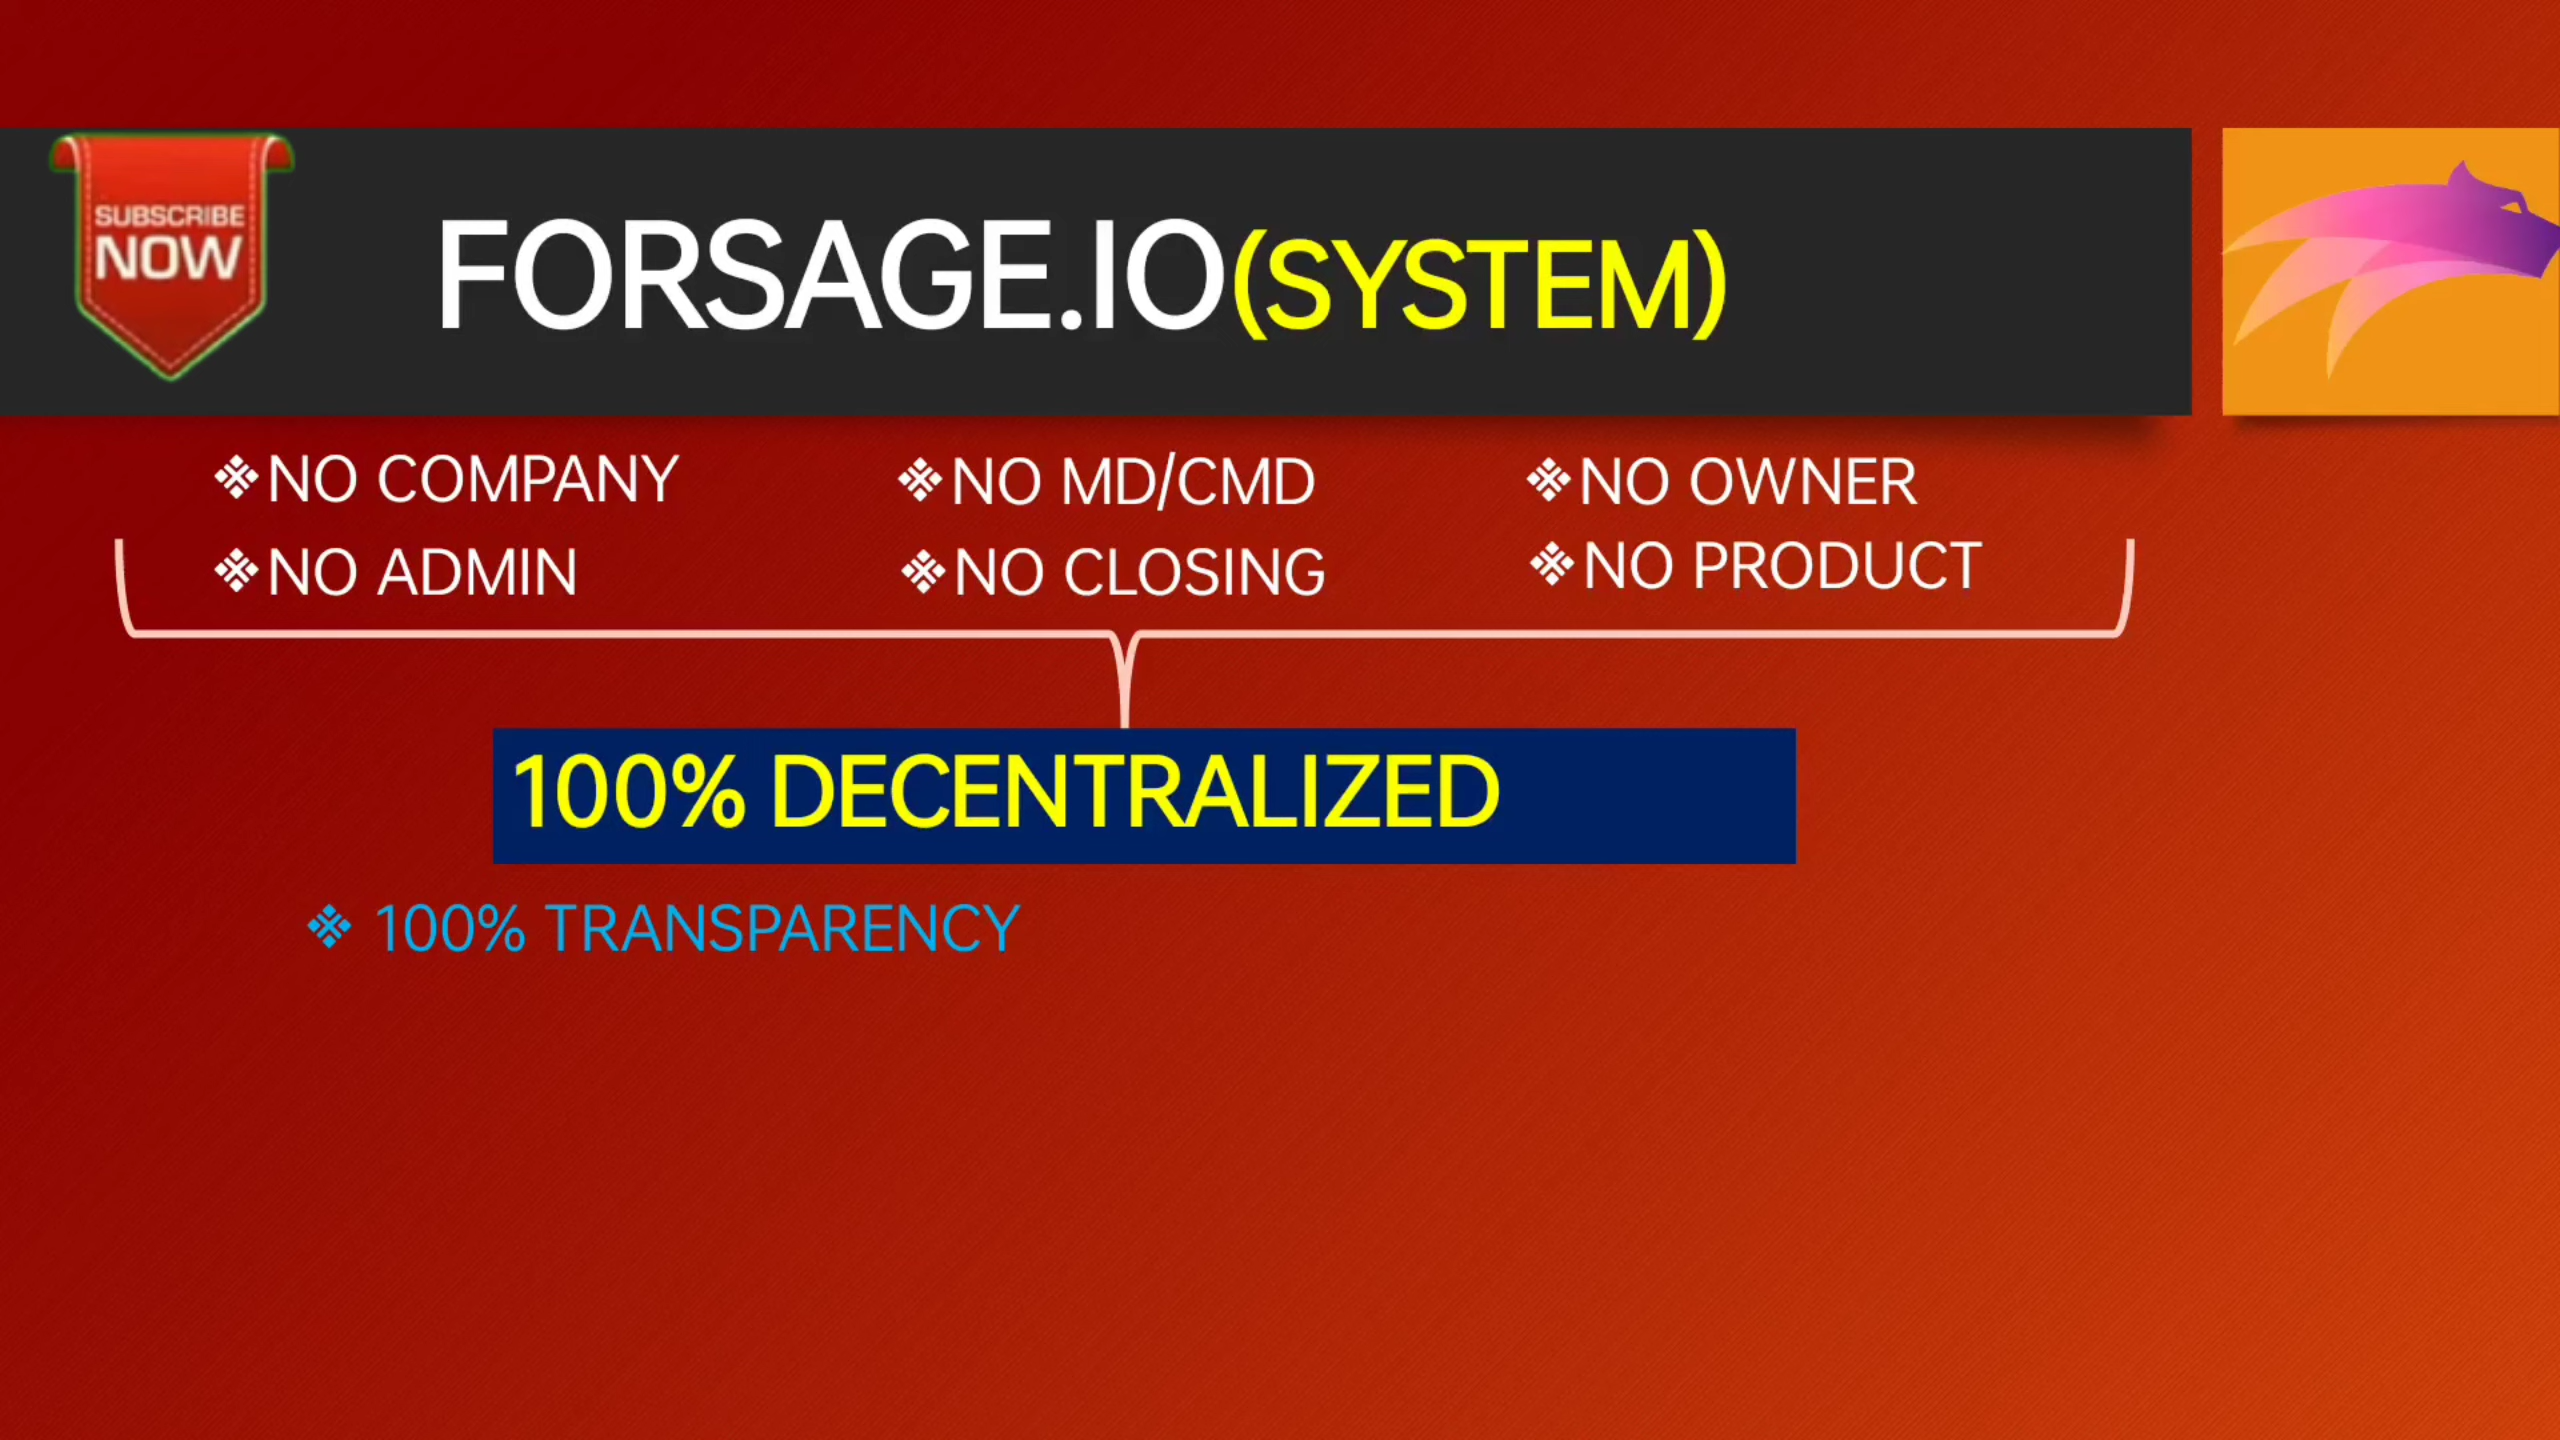 SUBSCRIBE
NOW
FORSAGE.IO(SYSTEM)
❖NO COMPANY
❖NO MD/CMD
❖NO OWNER
❖NO ADMIN
❖NO CLOSING
❖NO PRODUCT
100% DECENTRALIZED
❖ 100% TRANSPARENCY